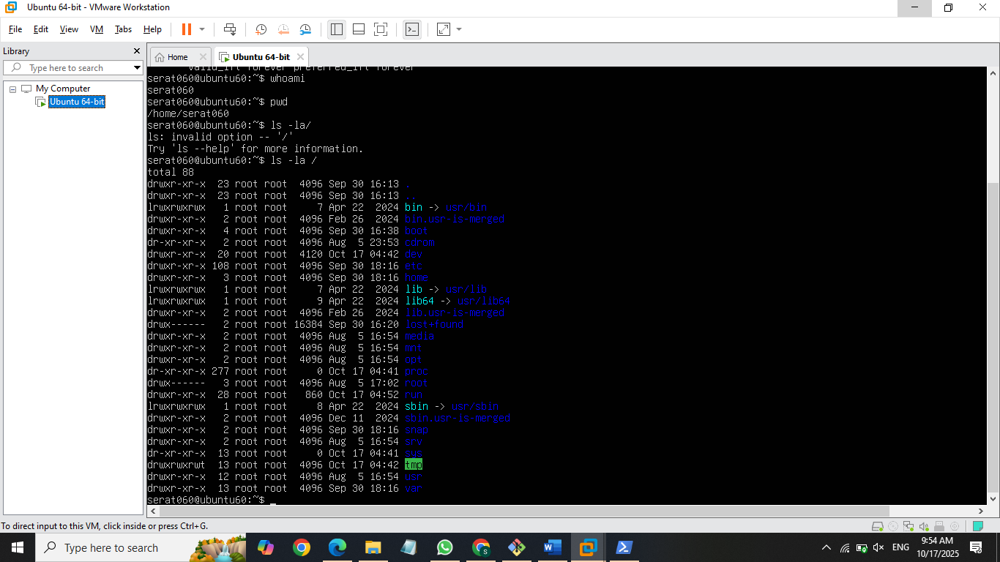 Ubuntu 64-bit - VMware Workstation
File Edit View VM Tabs Help
Library
Type here to search
My Computer
Ubuntu 64-bit
Home
Ubuntu 64-bit
valid_lft forever preferred_lft forever
serat060@ubuntu60:~$ whoami
serat060
serat060@ubuntu60:~$ pwd
/home/serat060
serat060@ubuntu60:~$ ls -la/
ls: invalid option -- '/'
Try 'ls --help' for more information.
serat060@ubuntu60:~$ ls -la /
total 88
drwxr-xr-x  23 root root  4096 Sep 30 16:13 .
drwxr-xr-x  23 root root  4096 Sep 30 16:13 ..
lrwxrwxrwx   1 root root     7 Apr 22  2024 bin -> usr/bin
drwxr-xr-x   2 root root  4096 Feb 26  2024 bin.usr-is-merged
drwxr-xr-x   4 root root  4096 Sep 30 16:38 boot
dr-xr-xr-x   2 root root  4096 Aug  5 23:53 cdrom
drwxr-xr-x  20 root root  4120 Oct 17 04:42 dev
drwxr-xr-x 108 root root  4096 Sep 30 18:16 etc
drwxr-xr-x   3 root root  4096 Sep 30 18:16 home
lrwxrwxrwx   1 root root     7 Apr 22  2024 lib -> usr/lib
lrwxrwxrwx   1 root root     9 Apr 22  2024 lib64 -> usr/lib64
drwxr-xr-x   2 root root  4096 Feb 26  2024 lib.usr-is-merged
drwx------   2 root root 16384 Sep 30 16:20 lost+found
drwxr-xr-x   2 root root  4096 Aug  5 16:54 media
drwxr-xr-x   2 root root  4096 Aug  5 16:54 mnt
drwxr-xr-x   2 root root  4096 Aug  5 16:54 opt
dr-xr-xr-x 277 root root     0 Oct 17 04:41 proc
drwx------   3 root root  4096 Aug  5 17:02 root
drwxr-xr-x  28 root root   860 Oct 17 04:52 run
lrwxrwxrwx   1 root root     8 Apr 22  2024 sbin -> usr/sbin
drwxr-xr-x   2 root root  4096 Dec 11  2024 sbin.usr-is-merged
drwxr-xr-x   2 root root  4096 Sep 30 18:16 snap
drwxr-xr-x   2 root root  4096 Aug  5 16:54 srv
dr-xr-xr-x  13 root root     0 Oct 17 04:41 sys
drwxrwxrwt  13 root root  4096 Oct 17 04:42 tmp
drwxr-xr-x  12 root root  4096 Aug  5 16:54 usr
drwxr-xr-x  13 root root  4096 Sep 30 18:16 var
serat060@ubuntu60:~$ _
To direct input to this VM, click inside or press Ctrl+G.
Type here to search
ENG
9:54 AM
10/17/2025